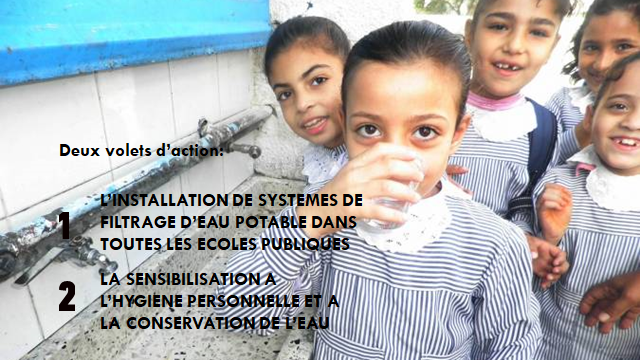 Deux volets d'action:
1
L'INSTALLATION DE SYSTEMES DE
FILTRAGE D'EAU POTABLE DANS
TOUTES LES ECOLES PUBLIQUES
2
LA SENSIBILISATION A
L'HYGIENE PERSONNELLE ET A
LA CONSERVATION DE L'EAU